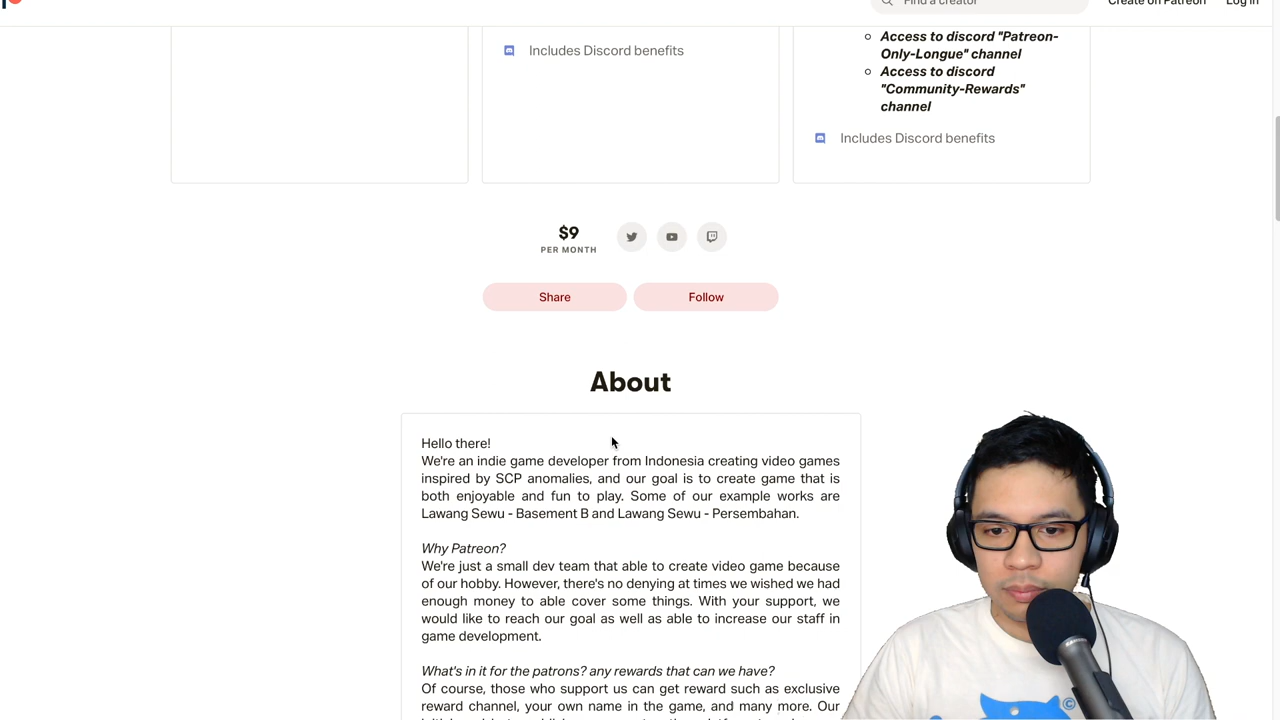 Find a creator
Create on Patreon
Log In
Access to discord "Patreon-
Only-Longue" channel
Access to discord
"Community-Rewards"
channel
Includes Discord benefits
Includes Discord benefits
$9
PER MONTH
Share
Follow
About
Hello there!
We're an indie game developer from Indonesia creating video games
inspired by SCP anomalies, and our goal is to create game that is
both enjoyable and fun to play. Some of our example works are
Lawang Sewu - Basement B and Lawang Sewu - Persembahan.
Why Patreon?
We're just a small dev team that able to create video game because
of our hobby. However, there's no denying at times we wished we had
enough money to able cover some things. With your support, we
would like to reach our goal as well as able to increase our staff in
game development.
What's in it for the patrons? any rewards that can we have?
Of course, those who support us can get reward such as exclusive
reward channel, your own name in the game, and many more. Our